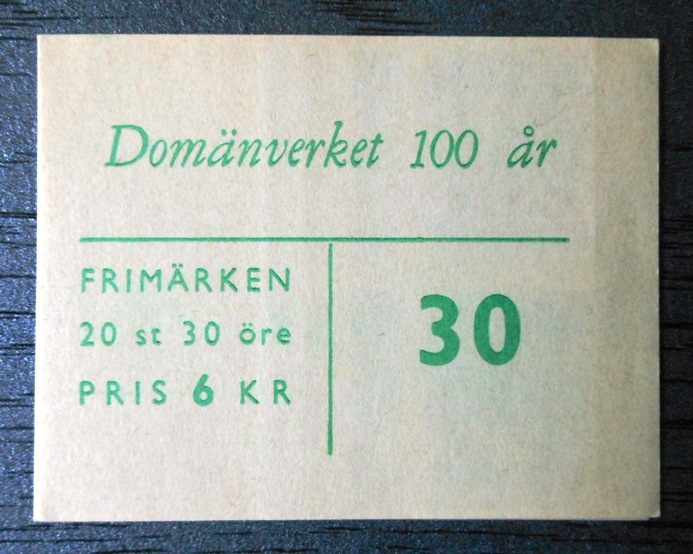 Domänverket 100 år
FRIMÄRKEN
20 st 30 öre
PRIS 6 KR
30